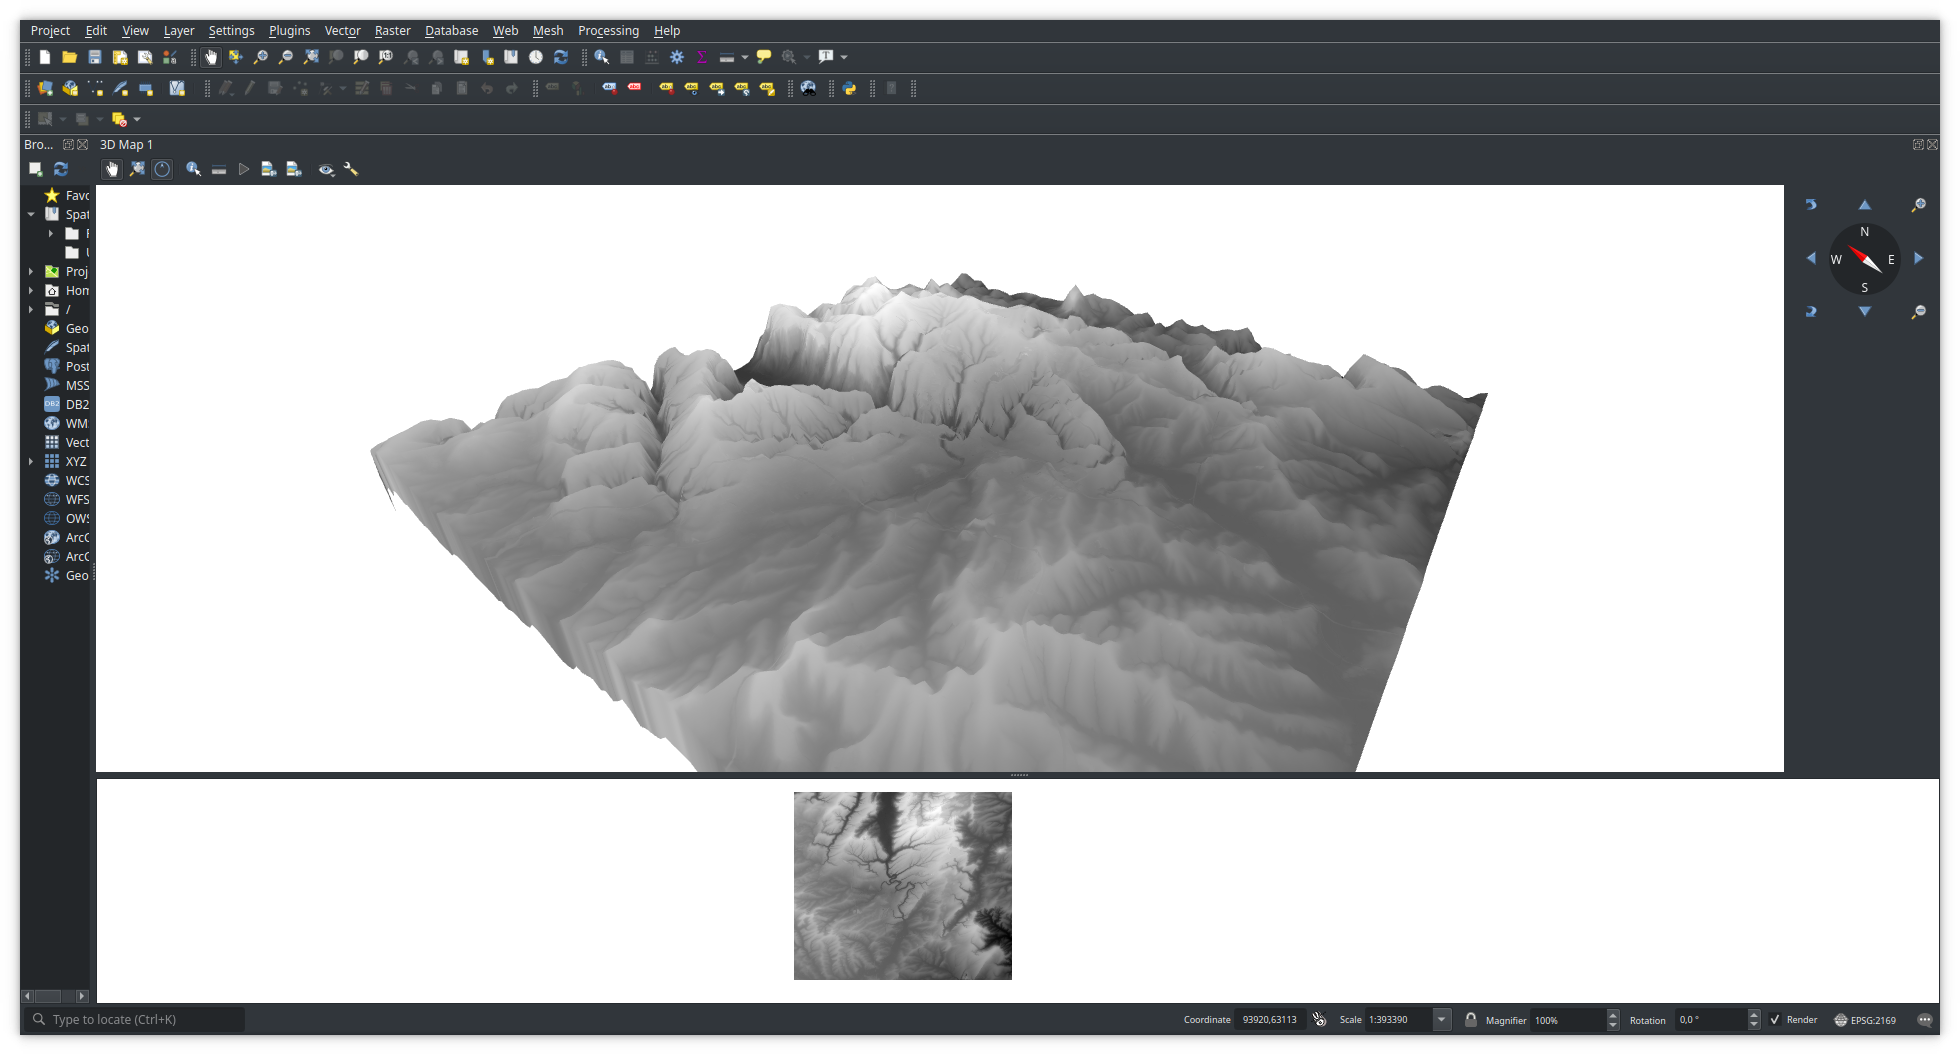 Project Edit View Layer Settings Plugins Vector Raster Database Web Mesh Processing Help
Bro... 3D Map 1
Favo
Spat
Proj
Hom
/
Geo
Spat
Post
MSS
DB2
WM
Vect
XYZ
WCS
WFS
OWS
ArcG
ArcG
Geo
N
W E
S
Type to locate (Ctrl+K)
Coordinate 93920,63113 Scale 1:393390 Magnifier 100% Rotation 0,0 ° Render EPSG:2169